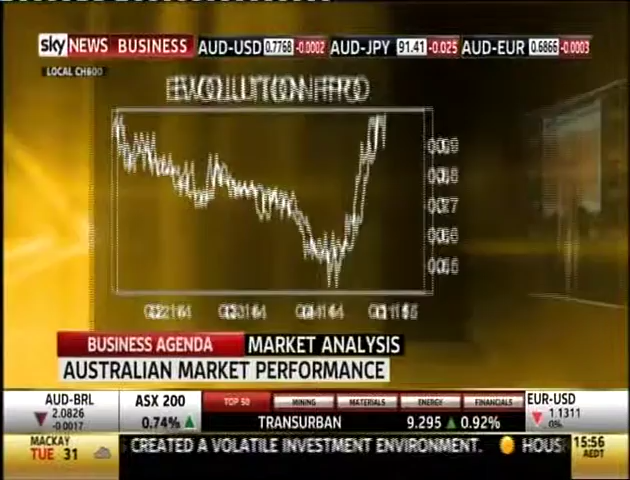 sky NEWS BUSINESS AUD-USD 0.7768 -0.0002 AUD-JPY 91.41 -0.025 AUD-EUR 0.6866 -0.0003
LOCAL CH600
BUSINESS AGENDA MARKET ANALYSIS
AUSTRALIAN MARKET PERFORMANCE
AUD-BRL ASX 200 TOP 50 MINING MATERIALS ENERGY FINANCIALS EUR-USD
2.0826 -0.0017 0.74% TRANSURBAN 9.295 0.92% 1.1311 0%
MACKAY TUE 31 CREATED A VOLATILE INVESTMENT ENVIRONMENT. HOUS 15:56 AEDT